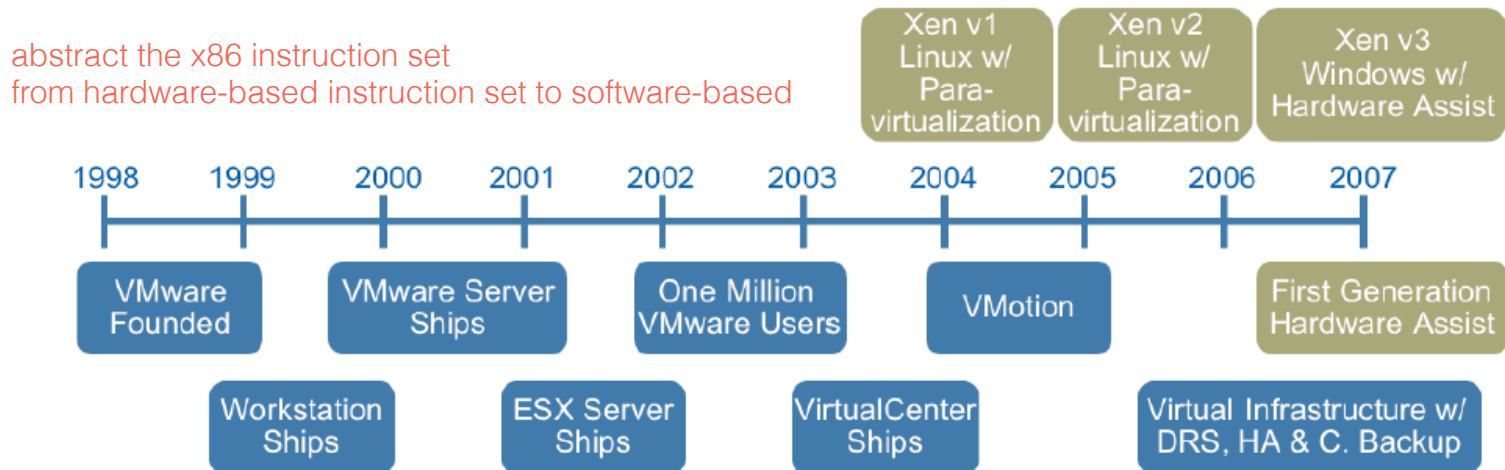 abstract the x86 instruction set
from hardware-based instruction set to software-based
Xen v1
Linux w/
Para-
virtualization
Xen v2
Linux w/
Para-
virtualization
Xen v3
Windows w/
Hardware Assist
1998 1999 2000 2001 2002 2003 2004 2005 2006 2007
VMware
Founded
VMware Server
Ships
One Million
VMware Users
VMotion
First Generation
Hardware Assist
Workstation
Ships
ESX Server
Ships
VirtualCenter
Ships
Virtual Infrastructure w/
DRS, HA & C. Backup